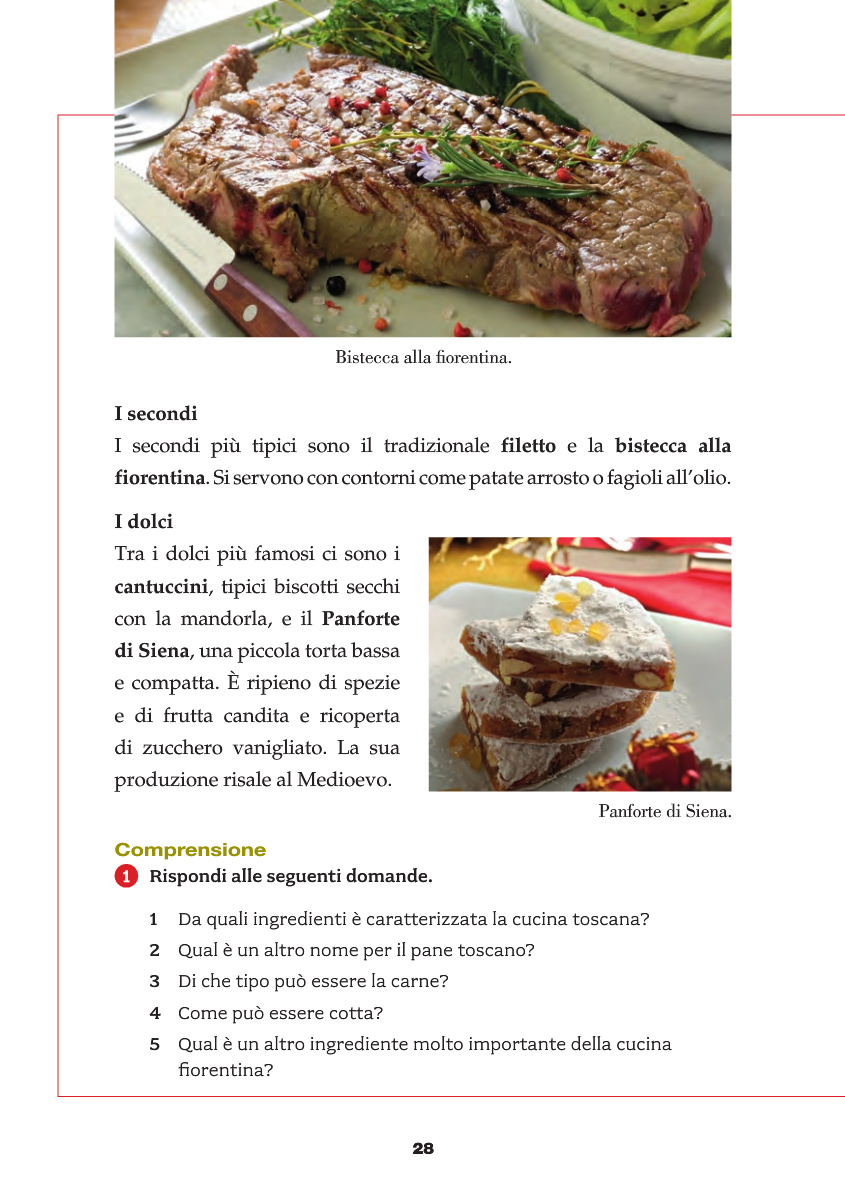 Bistecca alla fiorentina.
I secondi
I secondi più tipici sono il tradizionale filetto e la bistecca alla
fiorentina. Si servono con contorni come patate arrosto o fagioli all’olio.
I dolci
Tra i dolci più famosi ci sono i
cantuccini, tipici biscotti secchi
con la mandorla, e il Panforte
di Siena, una piccola torta bassa
e compatta. È ripieno di spezie
e di frutta candita e ricoperta
di zucchero vanigliato. La sua
produzione risale al Medioevo.
Panforte di Siena.
Comprensione
1 Rispondi alle seguenti domande.
1 Da quali ingredienti è caratterizzata la cucina toscana?
2 Qual è un altro nome per il pane toscano?
3 Di che tipo può essere la carne?
4 Come può essere cotta?
5 Qual è un altro ingrediente molto importante della cucina
fiorentina?
28